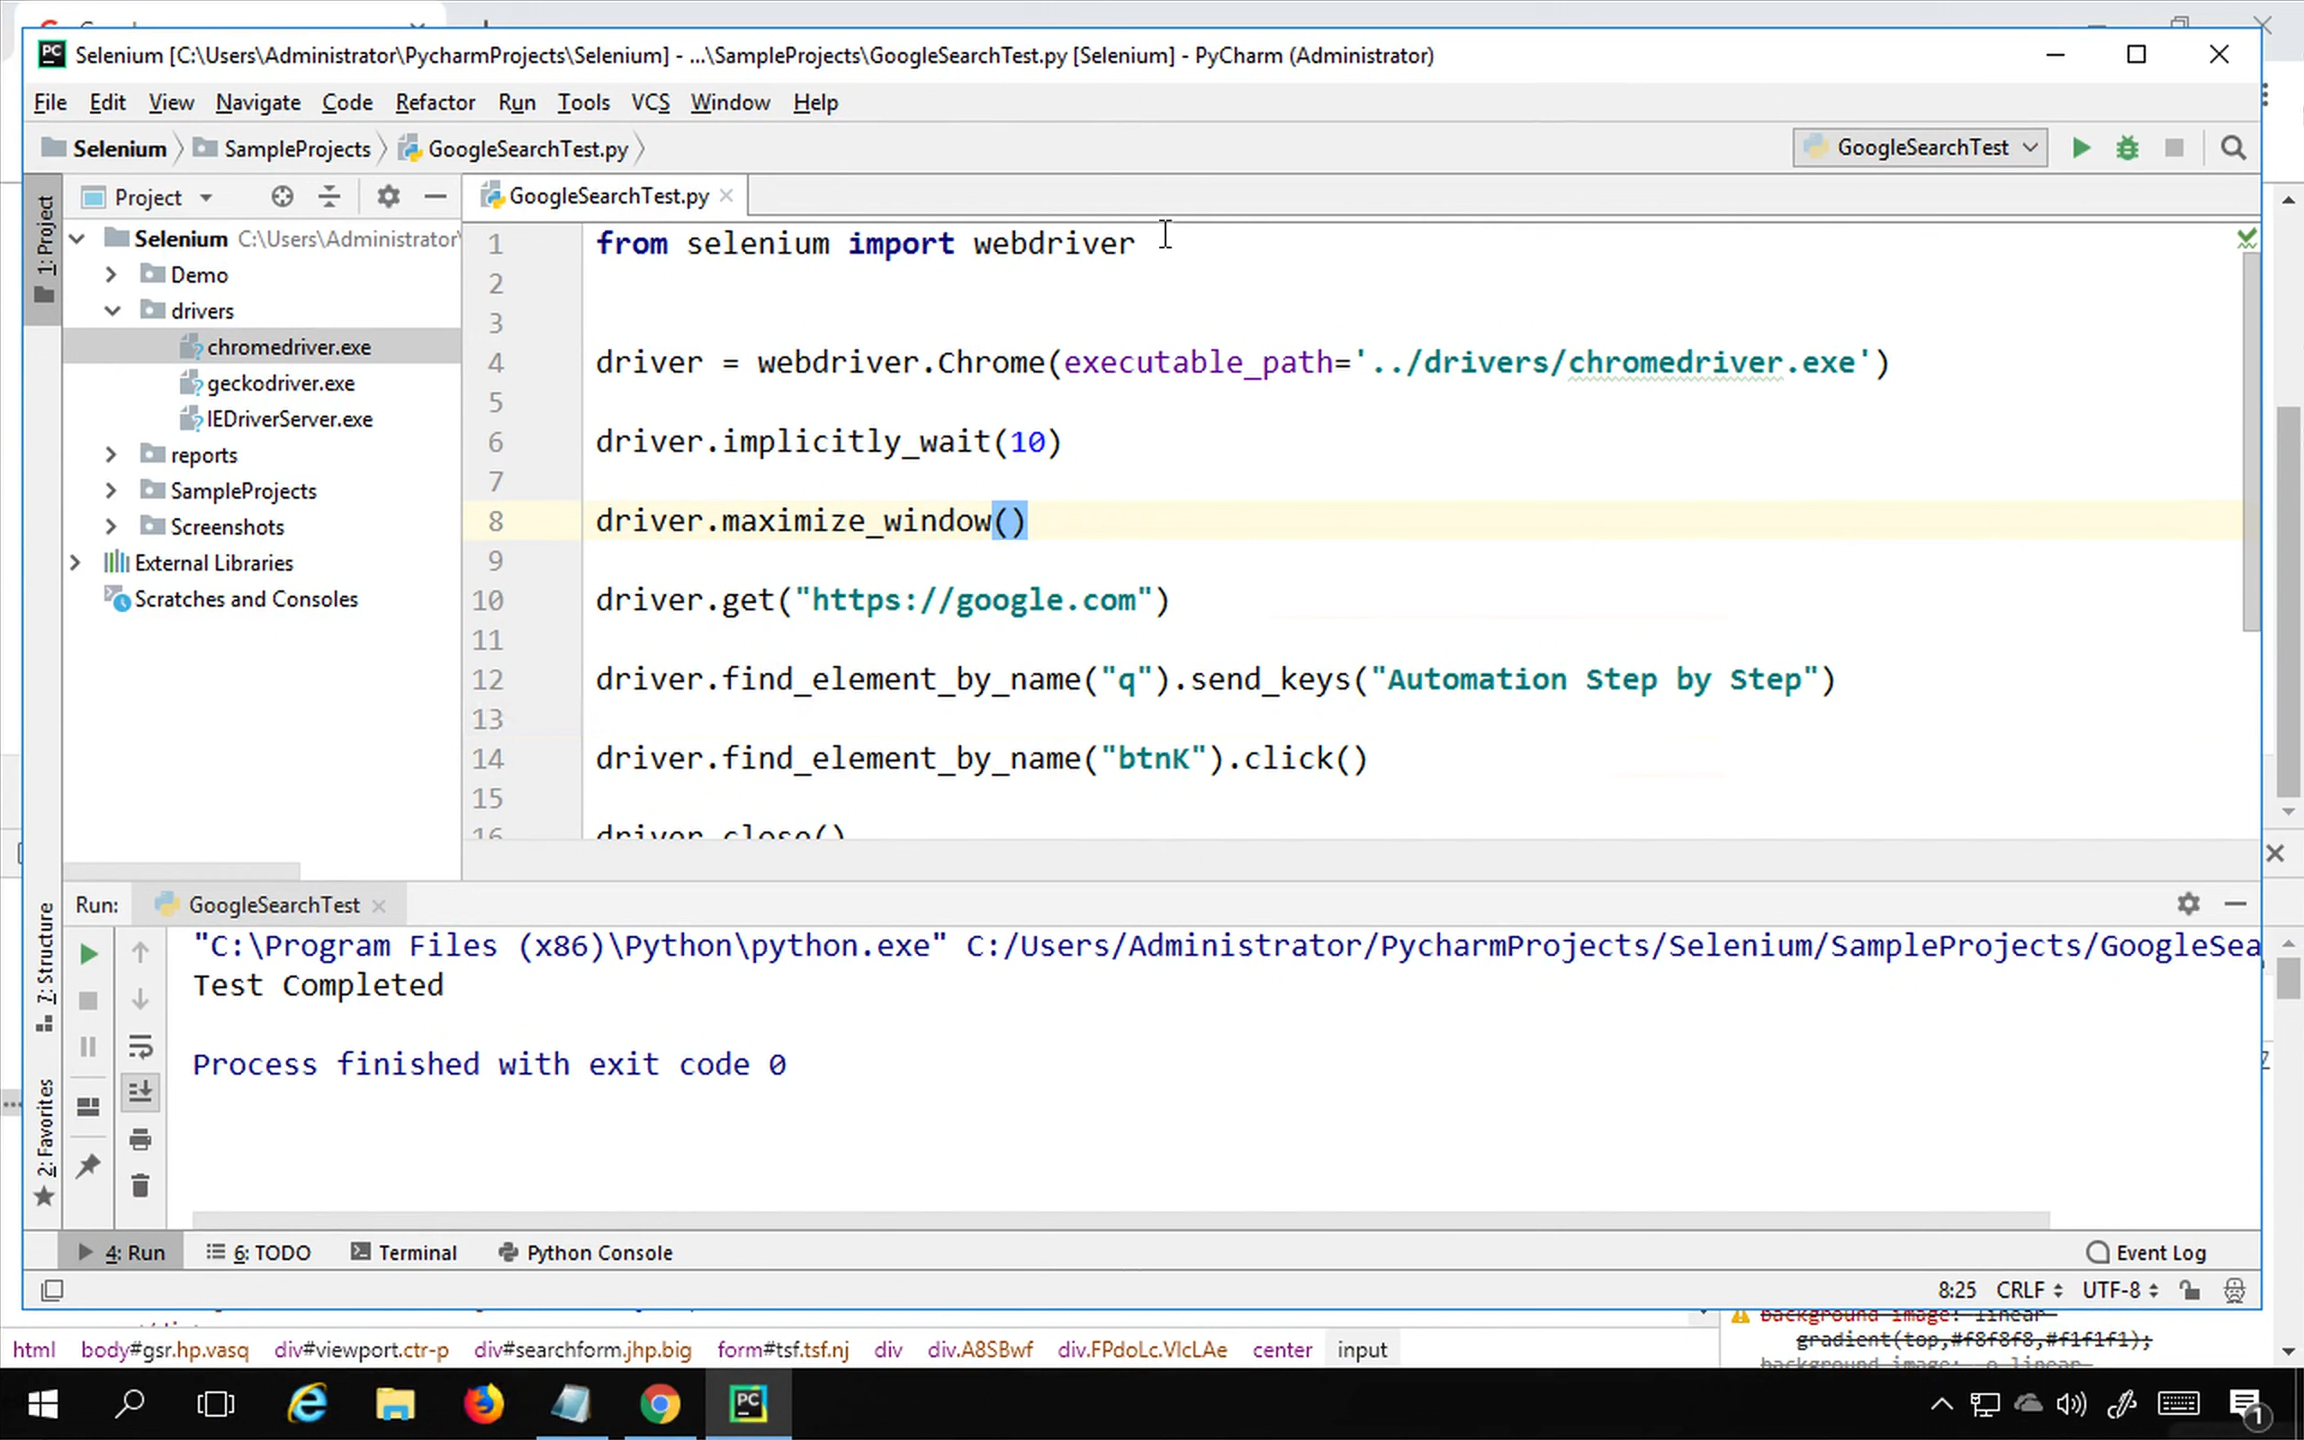 Selenium [C:\Users\Administrator\PycharmProjects\Selenium] - ...\SampleProjects\GoogleSearchTest.py [Selenium] - PyCharm (Administrator)
File Edit View Navigate Code Refactor Run Tools VCS Window Help
Selenium SampleProjects GoogleSearchTest.py GoogleSearchTest
Project GoogleSearchTest.py
1: Project
Selenium C:\Users\Administrator\
Demo
drivers
chromedriver.exe
geckodriver.exe
IEDriverServer.exe
reports
SampleProjects
Screenshots
External Libraries
Scratches and Consoles
1 from selenium import webdriver
2
3
4 driver = webdriver.Chrome(executable_path='../drivers/chromedriver.exe')
5
6 driver.implicitly_wait(10)
7
8 driver.maximize_window()
9
10 driver.get("https://google.com")
11
12 driver.find_element_by_name("q").send_keys("Automation Step by Step")
13
14 driver.find_element_by_name("btnK").click()
15
16 driver.close()
Run: GoogleSearchTest
7: Structure
2: Favorites
"C:\Program Files (x86)\Python\python.exe" C:/Users/Administrator/PycharmProjects/Selenium/SampleProjects/GoogleSea
Test Completed
Process finished with exit code 0
4: Run 6: TODO Terminal Python Console Event Log
8:25 CRLF UTF-8
background image: linear
gradient(top,#f8f8f8,#f1f1f1);
html body#gsr.hp.vasq div#viewport.ctr-p div#searchform.jhp.big form#tsf.tsf.nj div div.A8SBwf div.FPdoLc.VlcLAe center input
PC
1